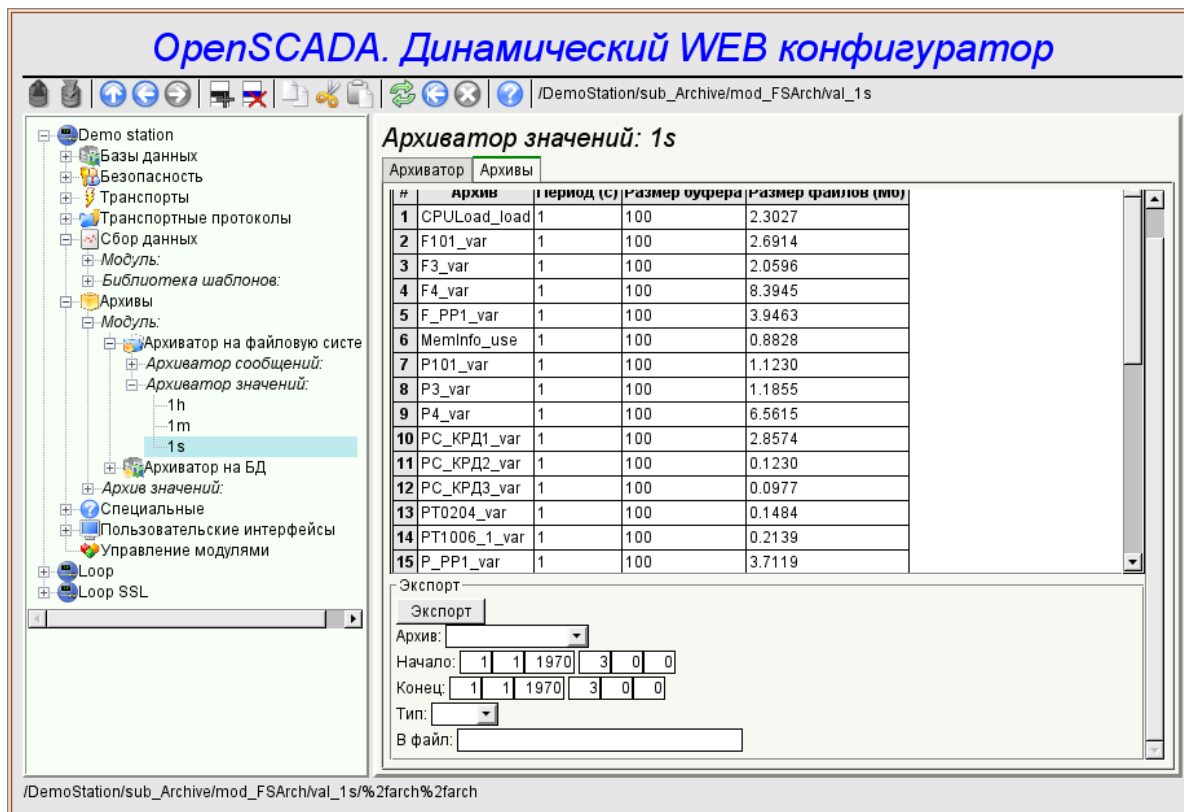 OpenSCADA. Динамический WEB конфигуратор
/DemoStation/sub_Archive/mod_FSArch/val_1s
Demo station
Базы данных
Безопасность
Транспорты
Транспортные протоколы
Сбор данных
Модуль:
Библиотека шаблонов:
Архивы
Модуль:
Архиватор на файловую систе
Архиватор сообщений:
Архиватор значений:
1h
1m
1s
Архиватор на БД
Архив значений:
Специальные
Пользовательские интерфейсы
Управление модулями
Loop
Loop SSL
Архиватор значений: 1s
Архиватор Архивы
# Архив Период (с) Размер буфера Размер файлов (Мб)
1 CPULoad_load 1 100 2.3027
2 F101_var 1 100 2.6914
3 F3_var 1 100 2.0596
4 F4_var 1 100 8.3945
5 F_PP1_var 1 100 3.9463
6 MemInfo_use 1 100 0.8828
7 P101_var 1 100 1.1230
8 P3_var 1 100 1.1855
9 P4_var 1 100 6.5615
10 PC_КРД1_var 1 100 2.8574
11 PC_КРД2_var 1 100 0.1230
12 PC_КРД3_var 1 100 0.0977
13 PT0204_var 1 100 0.1484
14 PT1006_1_var 1 100 0.2139
15 P_PP1_var 1 100 3.7119
Экспорт
Экспорт
Архив:
Начало: 1 1 1970 3 0 0
Конец: 1 1 1970 3 0 0
Тип:
В файл:
/DemoStation/sub_Archive/mod_FSArch/val_1s/%2farch%2farch